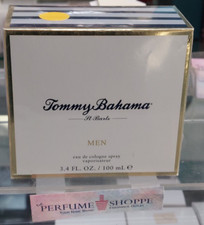 Tommy Bahama
St. Barts
MEN
eau de cologne spray
vaporisateur
3.4 FL. OZ. / 100 mL ℮
PERFUME SHOPPE